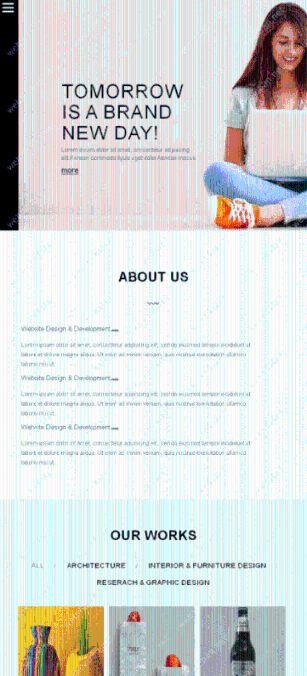 TOMORROW
IS A BRAND
NEW DAY!
Lorem ipsum dolor sit amet, consectetur adipiscing
elit.Aenean commodo ligula eget dolor.Aenean massa
more
ABOUT US
Website Design & Development
Lorem ipsum dolor sit amet, consectetur adipiscing elit, sed do eiusmod tempor incididunt ut
labore et dolore magna aliqua. Ut enim ad minim veniam, quis nostrud exercitation ullamco
laboris nisi ut.
Website Design & Development
Lorem ipsum dolor sit amet, consectetur adipiscing elit, sed do eiusmod tempor incididunt ut
labore et dolore magna aliqua. Ut enim ad minim veniam, quis nostrud exercitation ullamco
laboris nisi ut.
Website Design & Development
Lorem ipsum dolor sit amet, consectetur adipiscing elit, sed do eiusmod tempor incididunt ut
labore et dolore magna aliqua. Ut enim ad minim veniam, quis nostrud exercitation ullamco
laboris nisi ut.
OUR WORKS
ALL / ARCHITECTURE / INTERIOR & FURNITURE DESIGN
RESERACH & GRAPHIC DESIGN